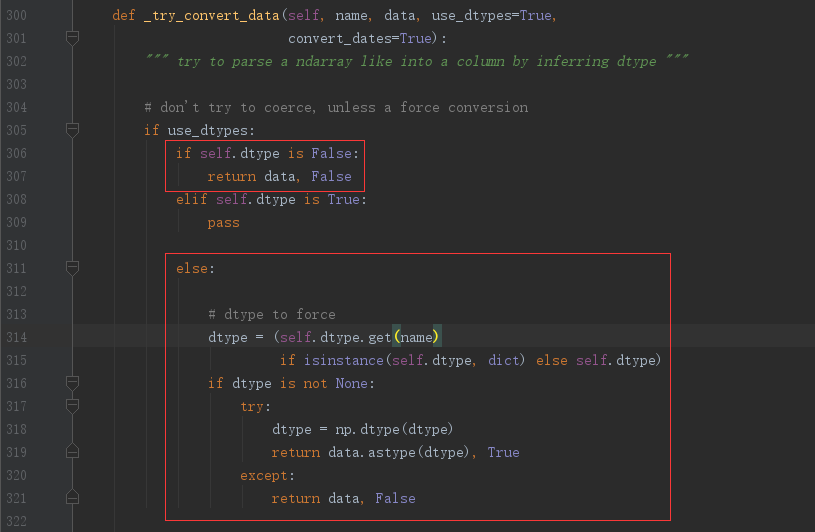 300 def _try_convert_data(self, name, data, use_dtypes=True,
301 convert_dates=True):
302 """ try to parse a ndarray like into a column by inferring dtype """
303
304 # don't try to coerce, unless a force conversion
305 if use_dtypes:
306 if self.dtype is False:
307 return data, False
308 elif self.dtype is True:
309 pass
310
311 else:
312
313 # dtype to force
314 dtype = (self.dtype.get(name)
315 if isinstance(self.dtype, dict) else self.dtype)
316 if dtype is not None:
317 try:
318 dtype = np.dtype(dtype)
319 return data.astype(dtype), True
320 except:
321 return data, False
322